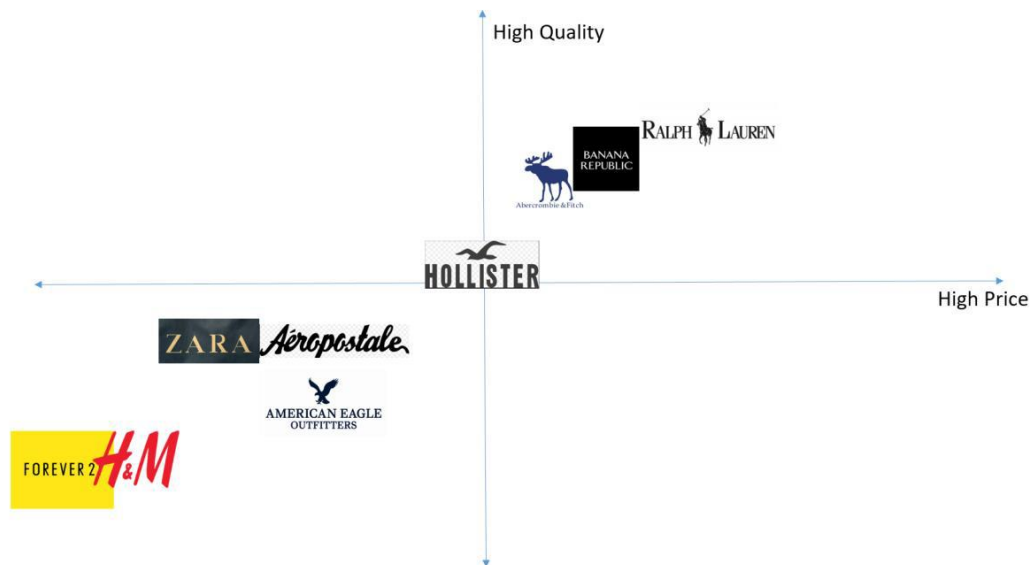 High Quality
RALPH LAUREN
BANANA
REPUBLIC
Abercrombie & Fitch
HOLLISTER
High Price
ZARA
Aéropostale
AMERICAN EAGLE
OUTFITTERS
FOREVER 2
H&M